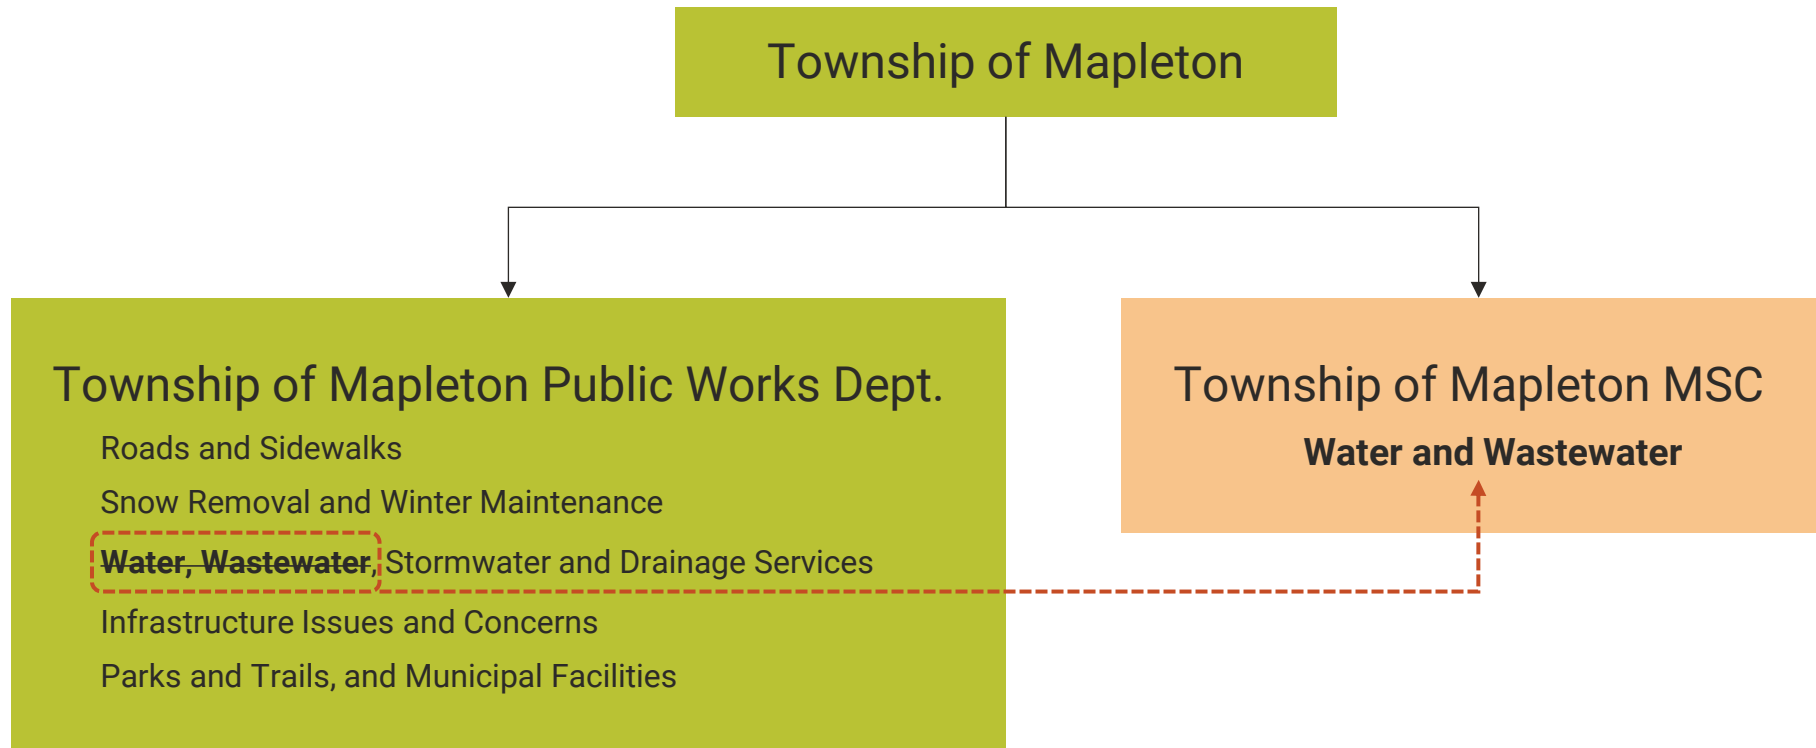 Township of Mapleton
Township of Mapleton Public Works Dept.
Roads and Sidewalks
Snow Removal and Winter Maintenance
Water, Wastewater, Stormwater and Drainage Services
Infrastructure Issues and Concerns
Parks and Trails, and Municipal Facilities
Township of Mapleton MSC
Water and Wastewater